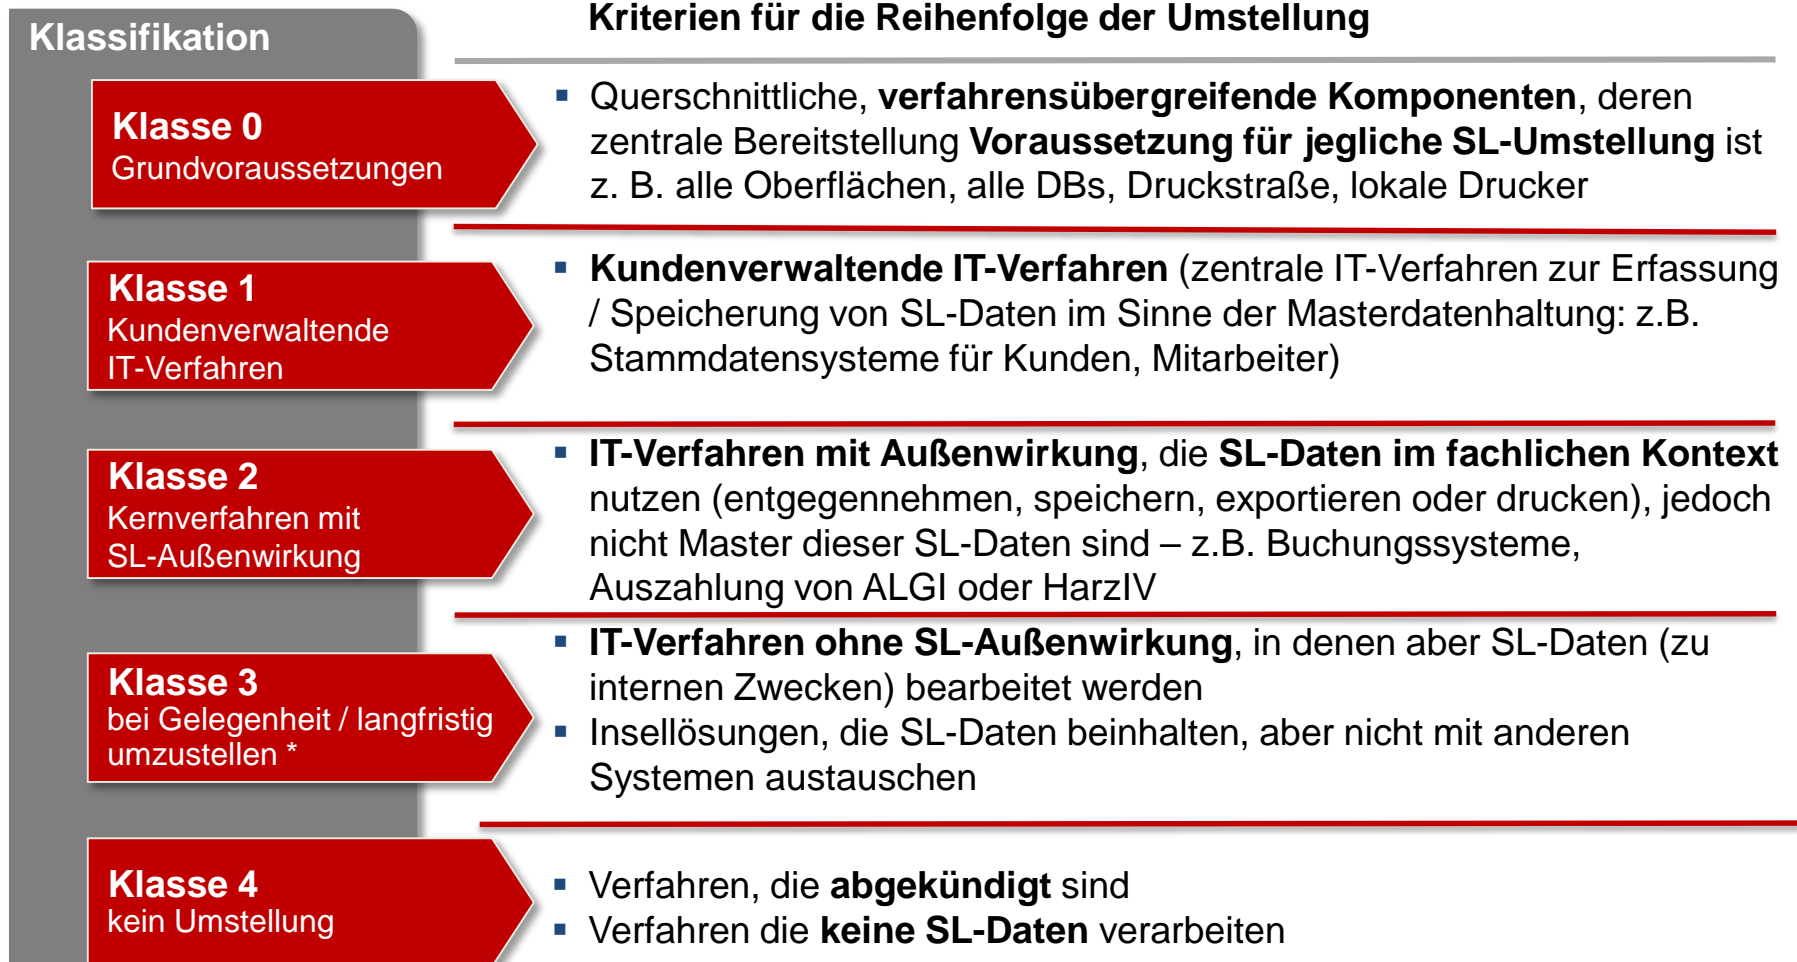 Klassifikation
Kriterien für die Reihenfolge der Umstellung
Klasse 0
Grundvoraussetzungen
▪ Querschnittliche, verfahrensübergreifende Komponenten, deren
zentrale Bereitstellung Voraussetzung für jegliche SL-Umstellung ist
z. B. alle Oberflächen, alle DBs, Druckstraße, lokale Drucker
Klasse 1
Kundenverwaltende
IT-Verfahren
▪ Kundenverwaltende IT-Verfahren (zentrale IT-Verfahren zur Erfassung
/ Speicherung von SL-Daten im Sinne der Masterdatenhaltung: z.B.
Stammdatensysteme für Kunden, Mitarbeiter)
Klasse 2
Kernverfahren mit
SL-Außenwirkung
▪ IT-Verfahren mit Außenwirkung, die SL-Daten im fachlichen Kontext
nutzen (entgegennehmen, speichern, exportieren oder drucken), jedoch
nicht Master dieser SL-Daten sind – z.B. Buchungssysteme,
Auszahlung von ALGI oder HarzIV
Klasse 3
bei Gelegenheit / langfristig
umzustellen *
▪ IT-Verfahren ohne SL-Außenwirkung, in denen aber SL-Daten (zu
internen Zwecken) bearbeitet werden
▪ Insellösungen, die SL-Daten beinhalten, aber nicht mit anderen
Systemen austauschen
Klasse 4
kein Umstellung
▪ Verfahren, die abgekündigt sind
▪ Verfahren die keine SL-Daten verarbeiten